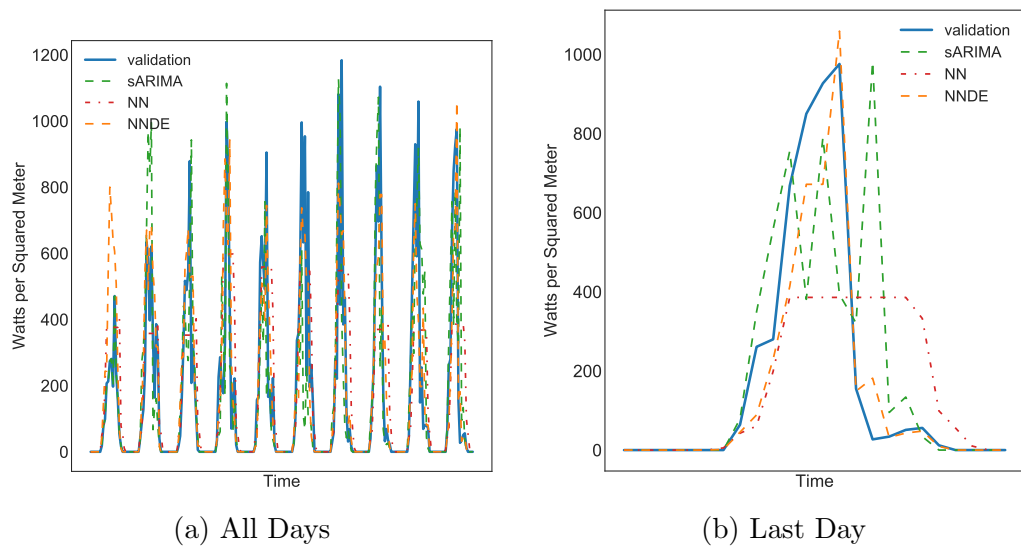 1200
1000
800
600
400
200
0
Watts per Squared Meter
validation
sARIMA
NN
NNDE
Time
(a) All Days
1000
800
600
400
200
0
Watts per Squared Meter
validation
sARIMA
NN
NNDE
Time
(b) Last Day